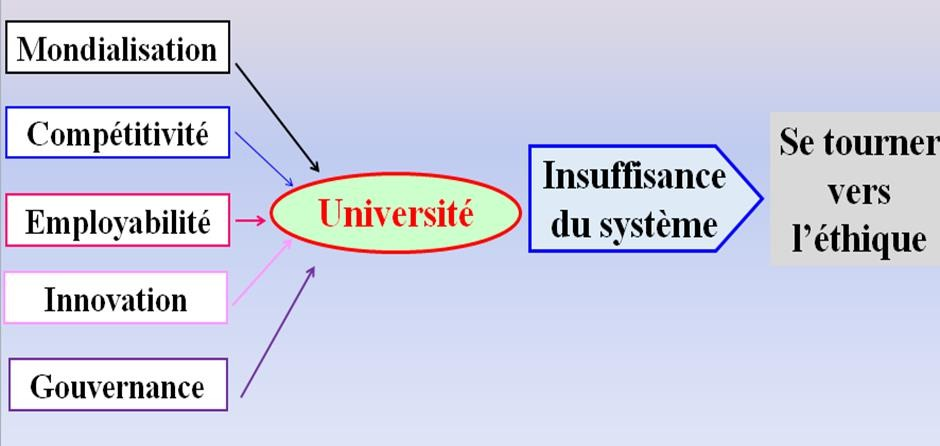 Mondialisation
Compétitivité
Employabilité
Innovation
Gouvernance
Université
Insuffisance
du système
Se tourner
vers
l’éthique